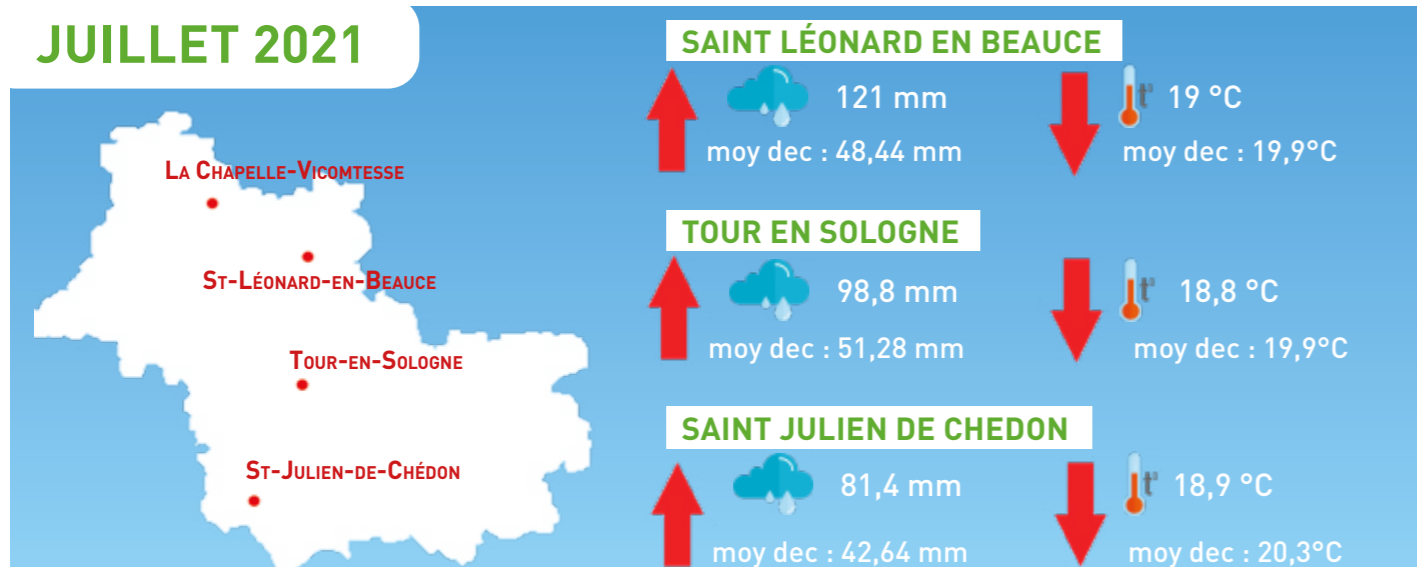 JUILLET 2021
LA CHAPELLE-VICOMTESSE
ST-LÉONARD-EN-BEAUCE
TOUR-EN-SOLOGNE
ST-JULIEN-DE-CHÉDON
SAINT LÉONARD EN BEAUCE
121 mm
t° 19 °C
moy dec : 48,44 mm
moy dec : 19,9°C
TOUR EN SOLOGNE
98,8 mm
t° 18,8 °C
moy dec : 51,28 mm
moy dec : 19,9°C
SAINT JULIEN DE CHEDON
81,4 mm
t° 18,9 °C
moy dec : 42,64 mm
moy dec : 20,3°C